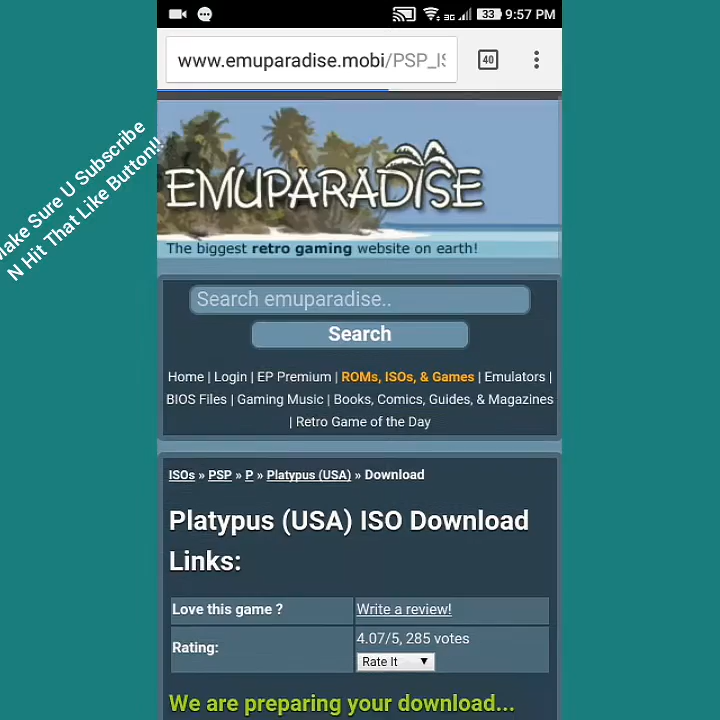 33 9:57 PM
www.emuparadise.mobi/PSP_IS
40
Make Sure U Subscribe
N Hit That Like Button!!
EMUPARADISE
The biggest retro gaming website on earth!
Search emuparadise..
Search
Home | Login | EP Premium | ROMs, ISOs, & Games | Emulators |
BIOS Files | Gaming Music | Books, Comics, Guides, & Magazines
| Retro Game of the Day
ISOs » PSP » P » Platypus (USA) » Download
Platypus (USA) ISO Download
Links:
Love this game ? Write a review!
Rating: 4.07/5, 285 votes
Rate It
We are preparing your download...